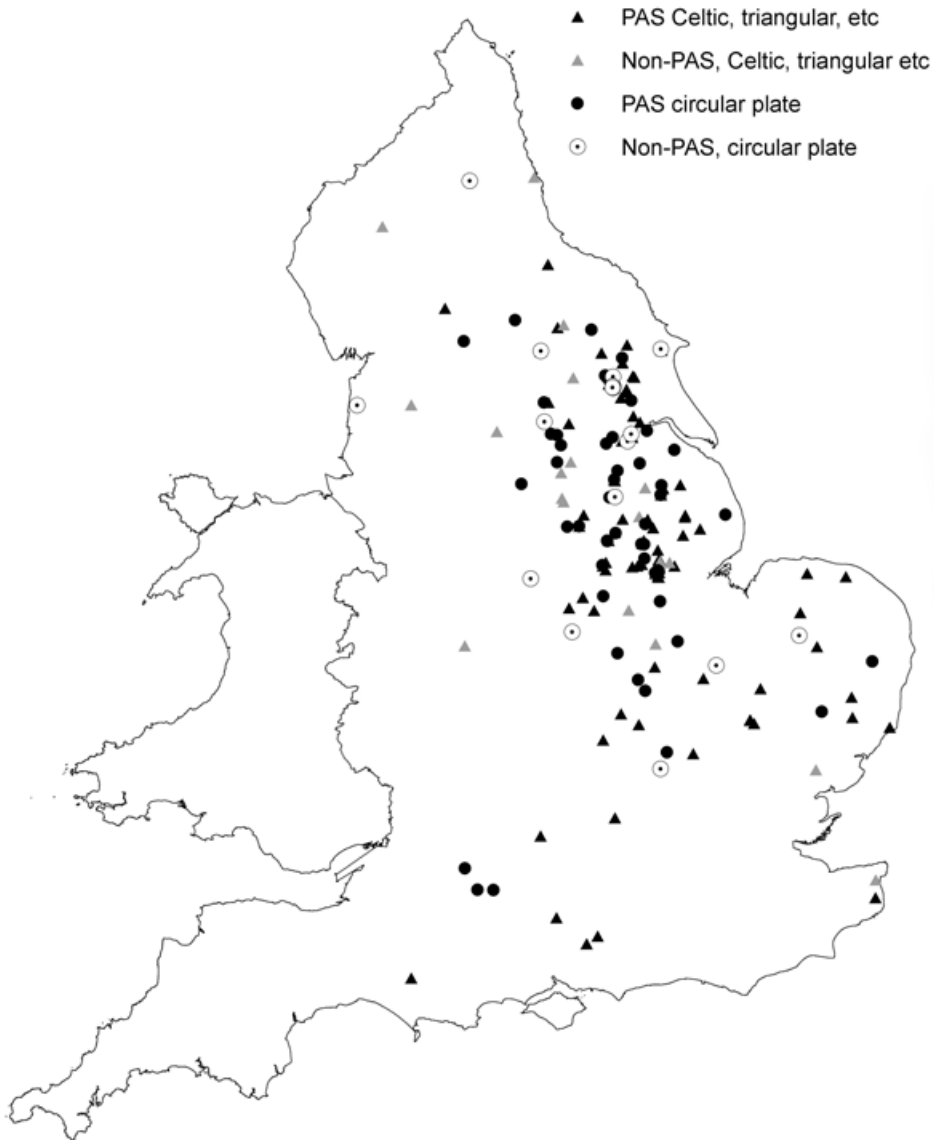 PAS Celtic, triangular, etc
Non-PAS, Celtic, triangular etc
PAS circular plate
Non-PAS, circular plate